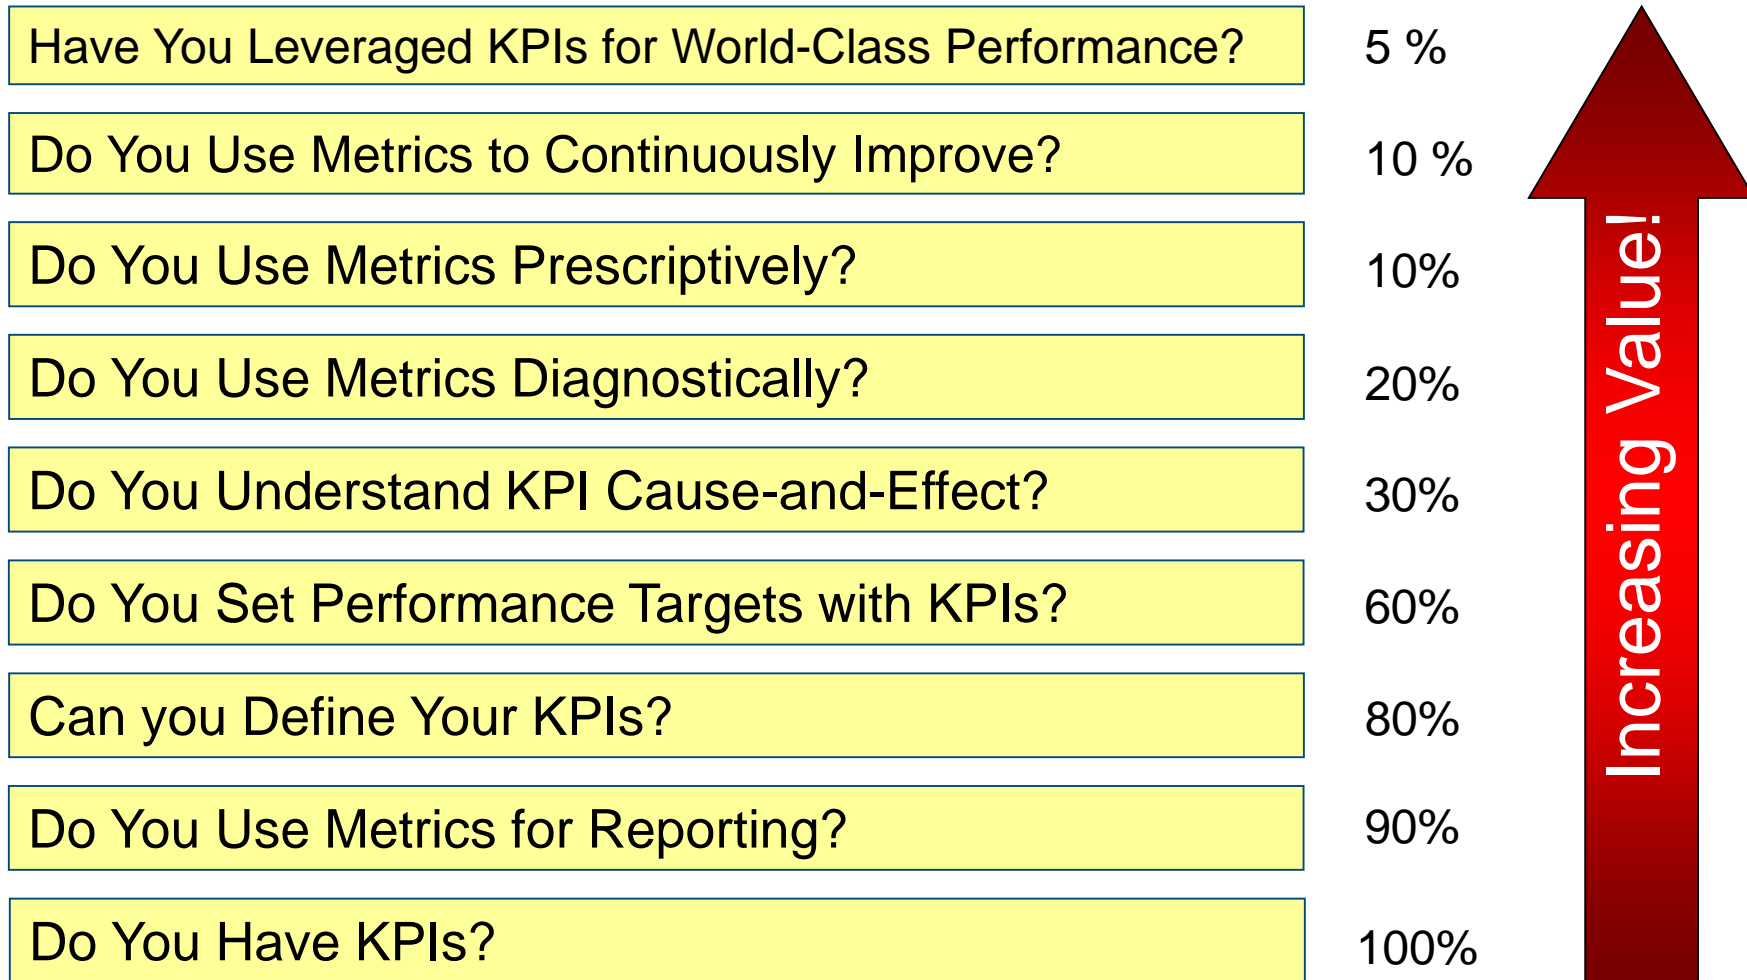 Have You Leveraged KPIs for World-Class Performance? 5 %
Do You Use Metrics to Continuously Improve? 10 %
Do You Use Metrics Prescriptively? 10%
Do You Use Metrics Diagnostically? 20%
Do You Understand KPI Cause-and-Effect? 30%
Do You Set Performance Targets with KPIs? 60%
Can you Define Your KPIs? 80%
Do You Use Metrics for Reporting? 90%
Do You Have KPIs? 100%
Increasing Value!